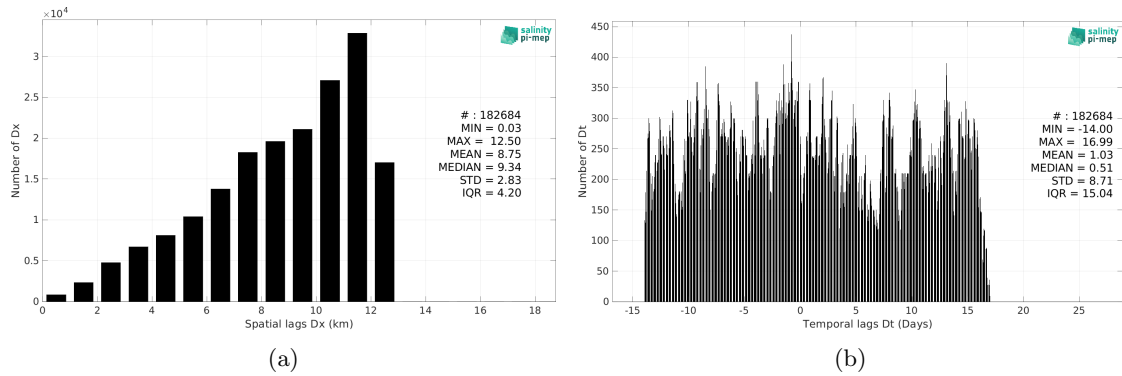 ×10^4
3
2.5
2
1.5
1
0.5
0
0 2 4 6 8 10 12 14 16 18
Number of Dx
Spatial lags Dx (km)
salinity
pi-mep
# : 182684
MIN = 0.03
MAX = 12.50
MEAN = 8.75
MEDIAN = 9.34
STD = 2.83
IQR = 4.20
(a)
450
400
350
300
250
200
150
100
50
0
-15 -10 -5 0 5 10 15 20 25
Number of Dt
Temporal lags Dt (Days)
salinity
pi-mep
# : 182684
MIN = -14.00
MAX = 16.99
MEAN = 1.03
MEDIAN = 0.51
STD = 8.71
IQR = 15.04
(b)